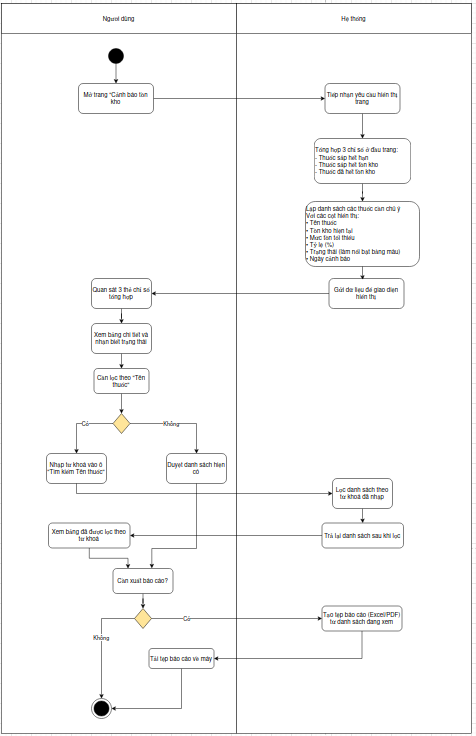 Người dùng
Hệ thống
Mở trang "Cảnh báo tồn
kho
Tiếp nhận yêu cầu hiển thị
trang
Tổng hợp 3 chỉ số ở đầu trang:
- Thuốc sắp hết hạn
- Thuốc sắp hết tồn kho
- Thuốc đã hết tồn kho
Lập danh sách các thuốc cần chú ý
Với các cột hiển thị:
• Tên thuốc
• Tồn kho hiện tại
• Mức tồn tối thiểu
• Tỷ lệ (%)
• Trạng thái (làm nổi bật bằng màu)
• Ngày cảnh báo
Gửi dữ liệu để giao diện
hiển thị
Quan sát 3 thẻ chỉ số
tổng hợp
Xem bảng chi tiết và
nhận biết trạng thái
Cần lọc theo "Tên
thuốc"
Có
Không
Nhập từ khoá vào ô
"Tìm kiếm Tên thuốc"
Duyệt danh sách hiện
có
Lọc danh sách theo
từ khoá đã nhập
Xem bảng đã được lọc theo
từ khoá
Trả lại danh sách sau khi lọc
Cần xuất báo cáo?
Có
Không
Tạo tệp báo cáo (Excel/PDF)
từ danh sách đang xem
Tải tệp báo cáo về máy